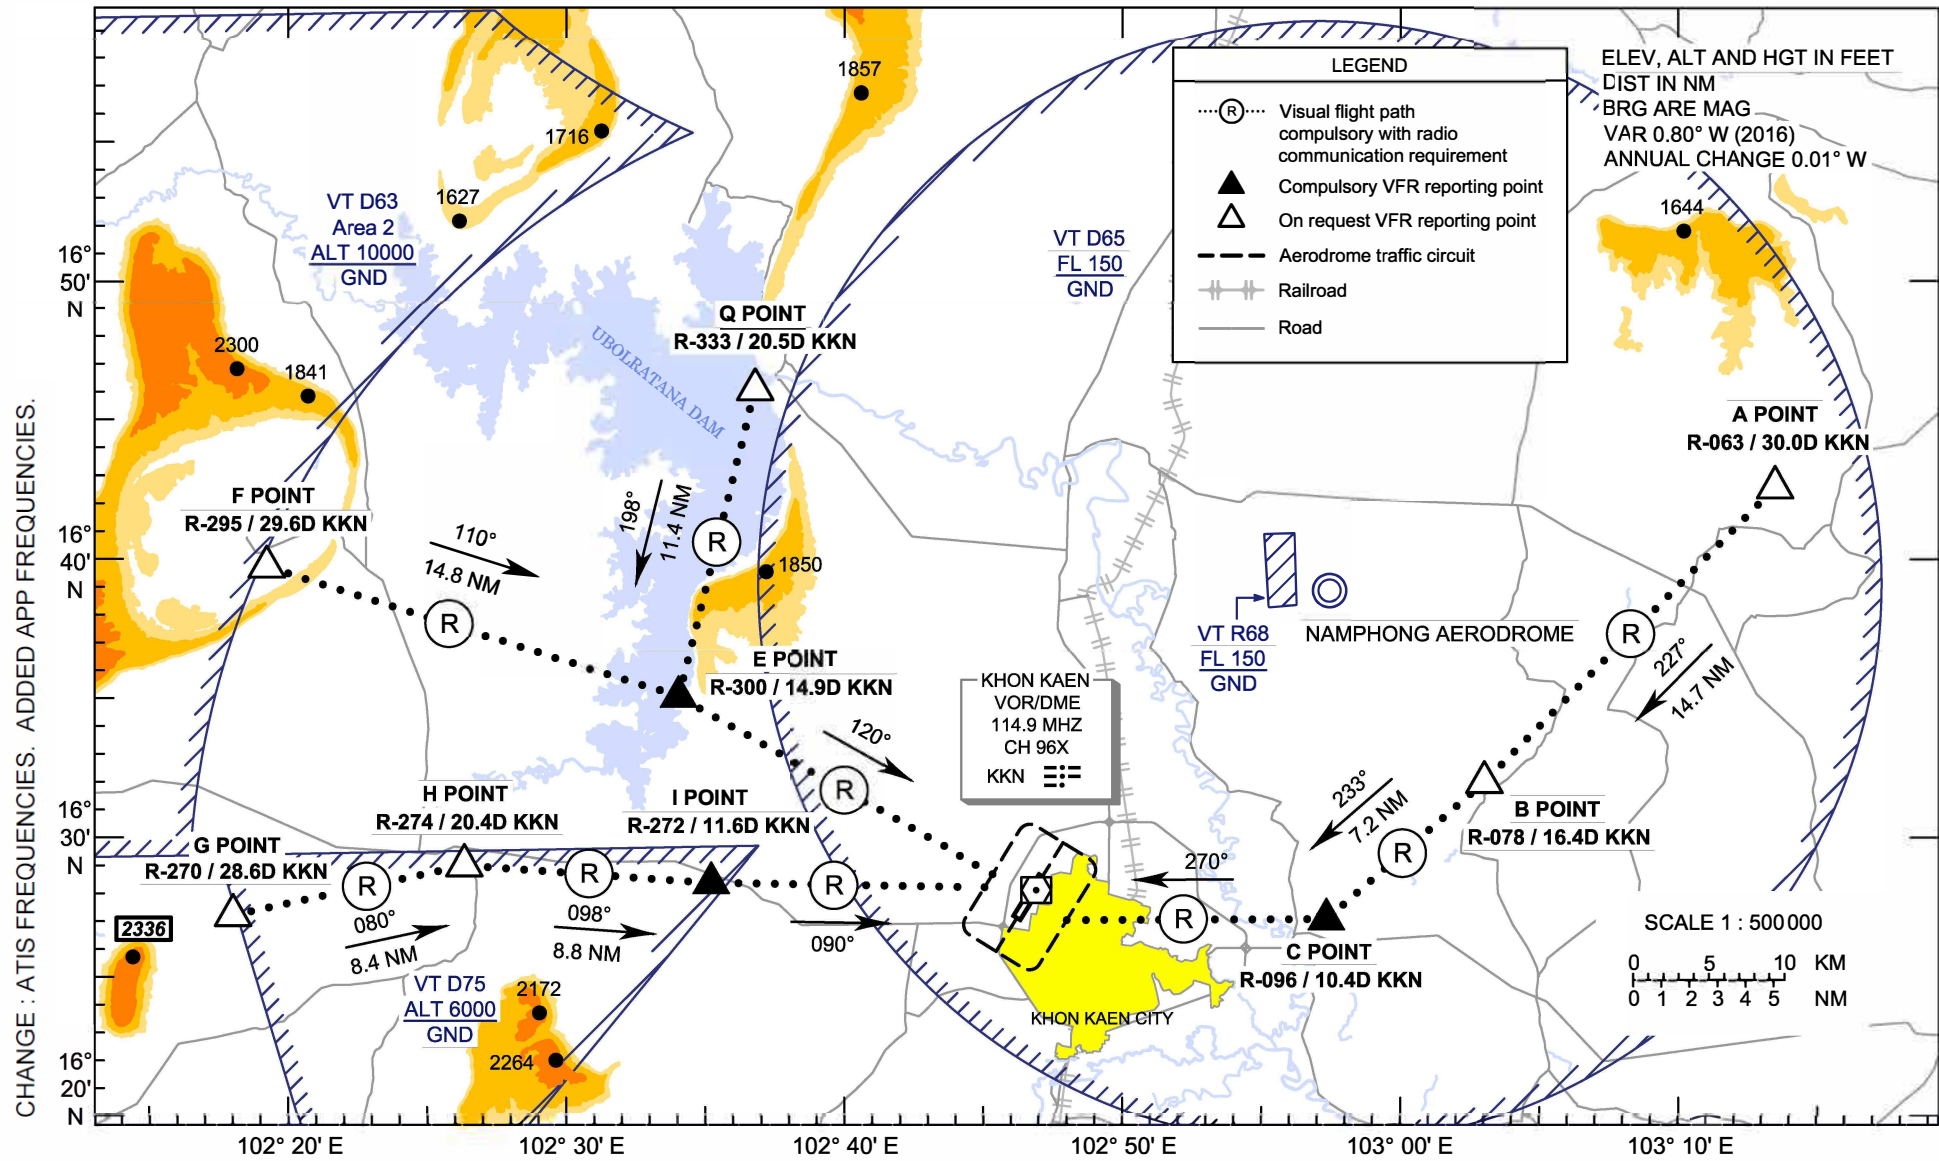 CHANGE : ATIS FREQUENCIES. ADDED APP FREQUENCIES.
LEGEND
R
Visual flight path
compulsory with radio
communication requirement
Compulsory VFR reporting point
On request VFR reporting point
Aerodrome traffic circuit
Railroad
Road
ELEV, ALT AND HGT IN FEET
DIST IN NM
BRG ARE MAG
VAR 0.80° W (2016)
ANNUAL CHANGE 0.01° W
1857
1716
1627
1644
VT D63
Area 2
ALT 10000
GND
VT D65
FL 150
GND
16°
50'
N
Q POINT
R-333 / 20.5D KKN
UBOLRATANA DAM
2300
1841
A POINT
R-063 / 30.0D KKN
F POINT
R-295 / 29.6D KKN
110°
14.8 NM
198°
11.4 NM
R
1850
16°
40'
N
R
VT R68
FL 150
GND
NAMPHONG AERODROME
R
227°
14.7 NM
E POINT
R-300 / 14.9D KKN
120°
R
KHON KAEN
VOR/DME
114.9 MHZ
CH 96X
KKN
233°
7.2 NM
R
B POINT
R-078 / 16.4D KKN
H POINT
R-274 / 20.4D KKN
I POINT
R-272 / 11.6D KKN
16°
30'
N
G POINT
R-270 / 28.6D KKN
R
R
R
080°
8.4 NM
098°
8.8 NM
090°
270°
R
C POINT
R-096 / 10.4D KKN
2336
VT D75
ALT 6000
GND
2172
2264
KHON KAEN CITY
SCALE 1 : 500 000
0 5 10 KM
0 1 2 3 4 5 NM
16°
20'
N
102° 20' E
102° 30' E
102° 40' E
102° 50' E
103° 00' E
103° 10' E